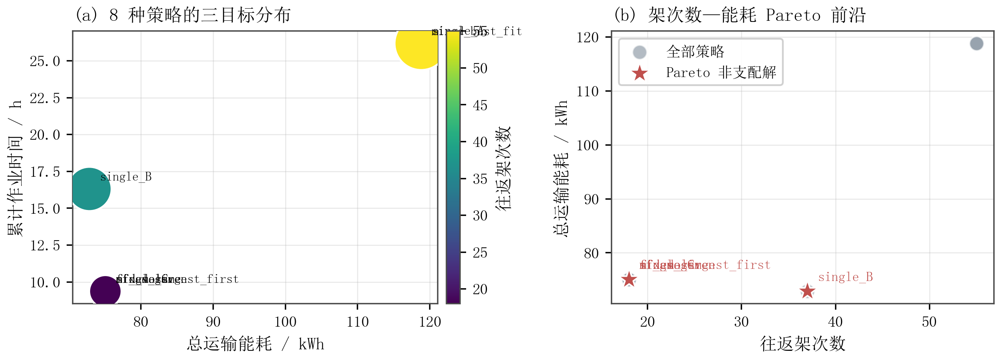 (a) 8 种策略的三目标分布
累计作业时间 / h
25.0
22.5
20.0
17.5
15.0
12.5
10.0
single_B
80
90
100
110
120
总运输能耗 / kWh
55
50
45
40
35
30
25
20
往返架次数
(b) 架次数—能耗 Pareto 前沿
全部策略
Pareto 非支配解
总运输能耗 / kWh
120
110
100
90
80
single_B
20
30
40
50
往返架次数